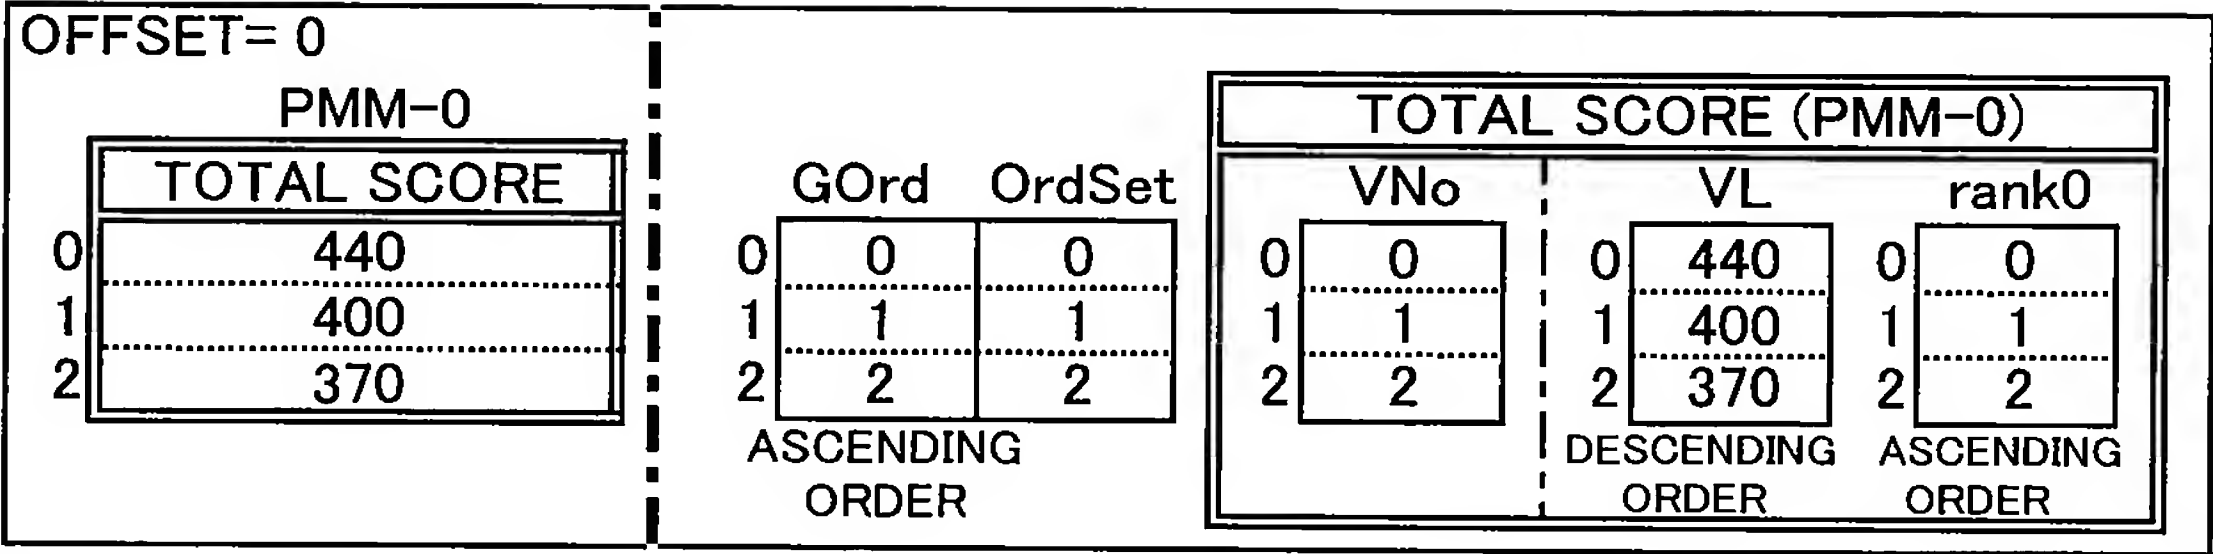 OFFSET= 0
PMM-0
TOTAL SCORE
0 440
1 400
2 370
GOrd OrdSet
0 0 0
1 1 1
2 2 2
ASCENDING
ORDER
TOTAL SCORE (PMM-0)
VNo VL rank0
0 0 0 440 0 0
1 1 1 400 1 1
2 2 2 370 2 2
DESCENDING ASCENDING
ORDER ORDER